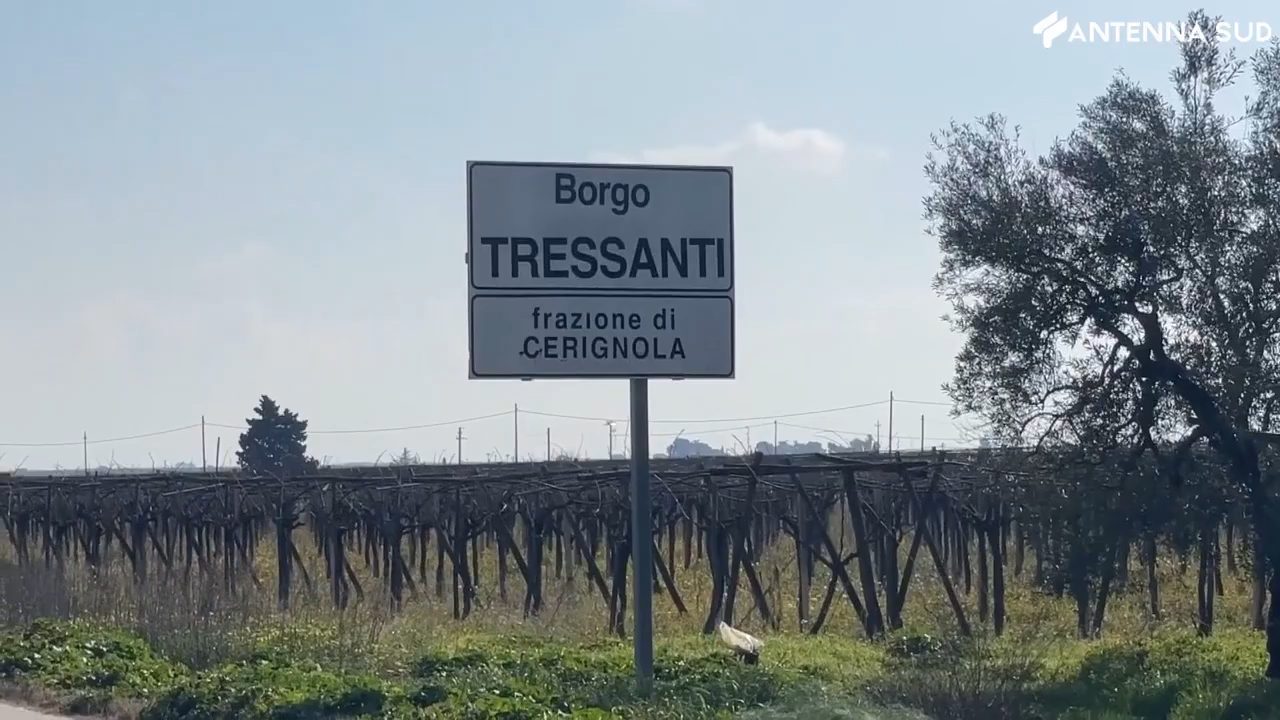 ANTENNA SUD
Borgo
TRESSANTI
frazione di
CERIGNOLA